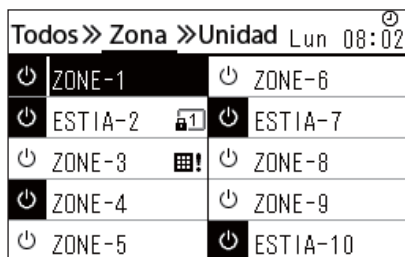 Todos » Zona » Unidad Lun 08:02
ZONE-1 ZONE-6
ESTIA-2 1 ESTIA-7
ZONE-3 ! ZONE-8
ZONE-4 ZONE-9
ZONE-5 ESTIA-10